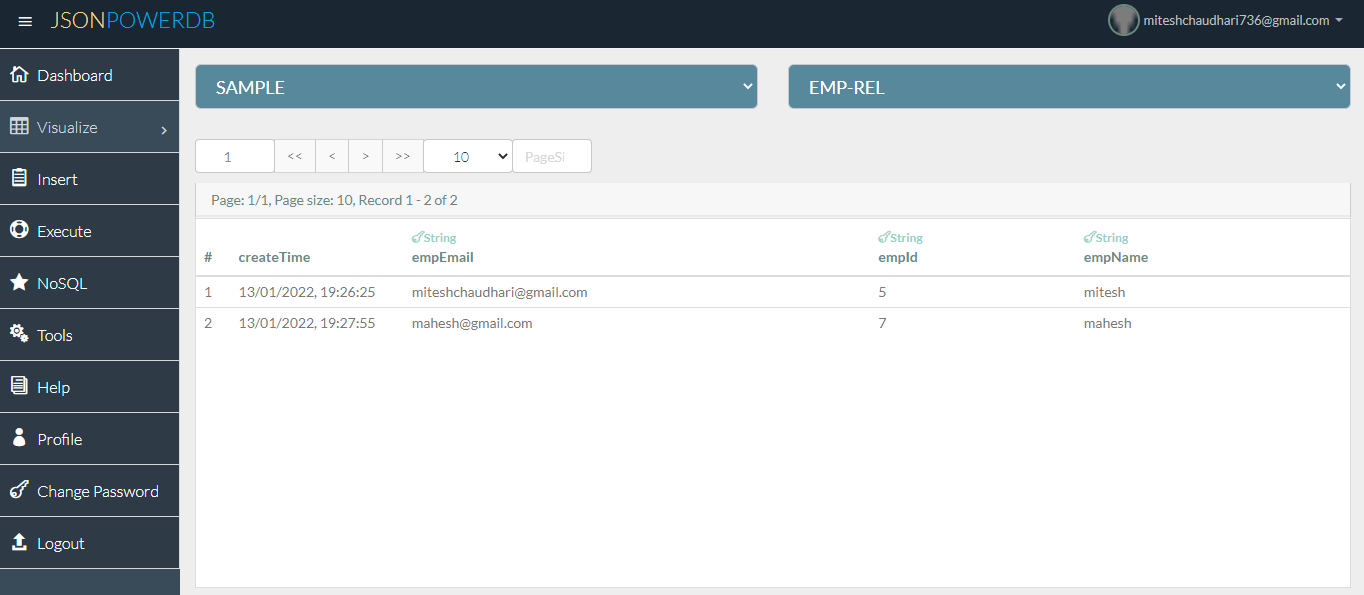 JSONPOWERDB
miteshchaudhari736@gmail.com
Dashboard
Visualize
Insert
Execute
NoSQL
Tools
Help
Profile
Change Password
Logout
SAMPLE EMP-REL
1 << < > >> 10 PageSi
Page: 1/1, Page size: 10, Record 1 - 2 of 2
String String String
# createTime empEmail empId empName
1 13/01/2022, 19:26:25 miteshchaudhari@gmail.com 5 mitesh
2 13/01/2022, 19:27:55 mahesh@gmail.com 7 mahesh